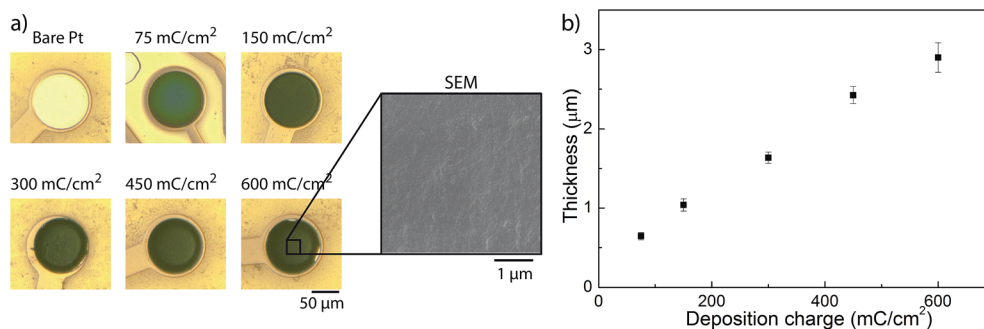 a)
Bare Pt
75 mC/cm²
150 mC/cm²
SEM
300 mC/cm²
450 mC/cm²
600 mC/cm²
50 µm
1 µm
b)
3
2
1
0
0
200
400
600
Thickness (µm)
Deposition charge (mC/cm²)